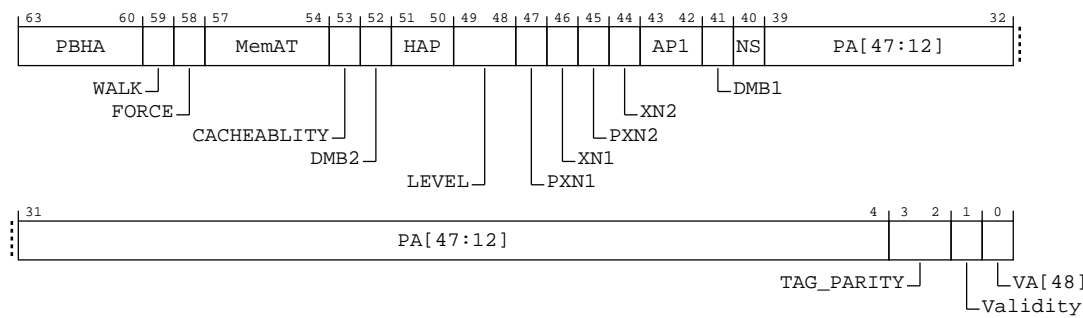 63 60 59 58 57 54 53 52 51 50 49 48 47 46 45 44 43 42 41 40 39 32
PBHA MemAT HAP AP1 NS PA[47:12]
WALK DMB1
FORCE XN2
CACHEABLITY PXN2
DMB2 XN1
LEVEL PXN1
31 4 3 2 1 0
PA[47:12]
TAG_PARITY VA[48]
Validity